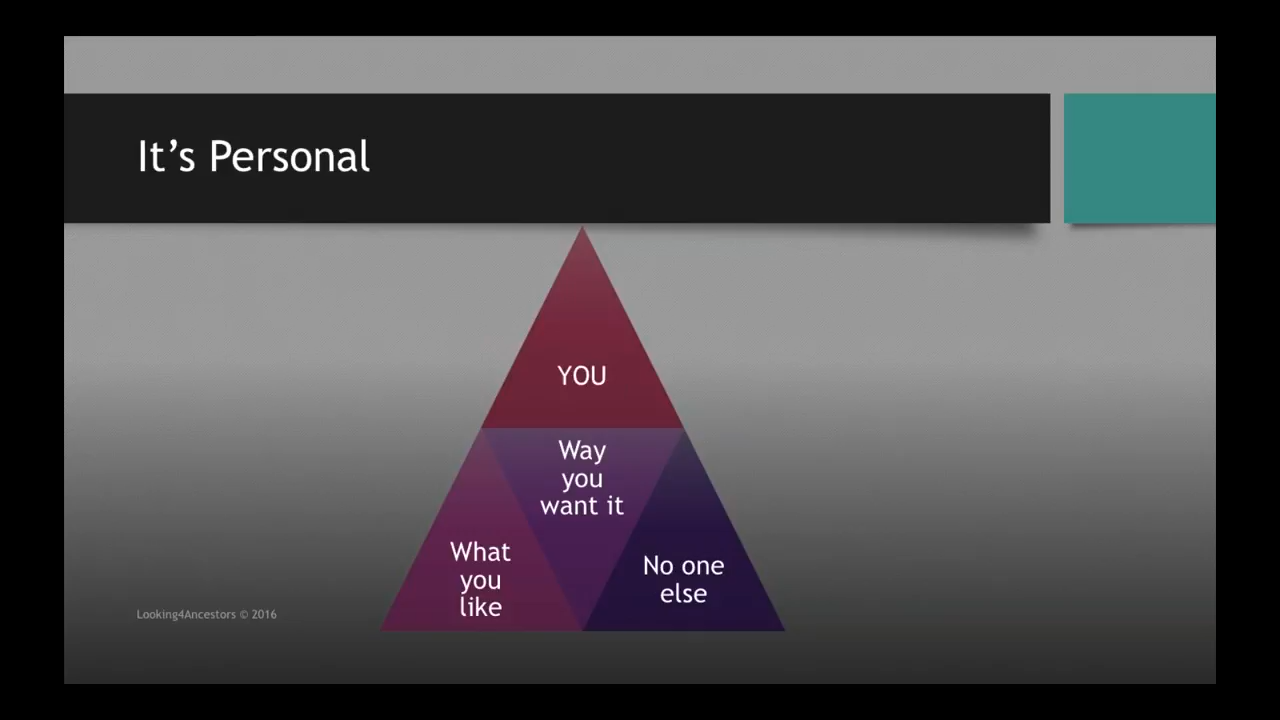 It’s Personal
YOU
Way
you
want it
What
you
like
No one
else
Looking4Ancestors © 2016